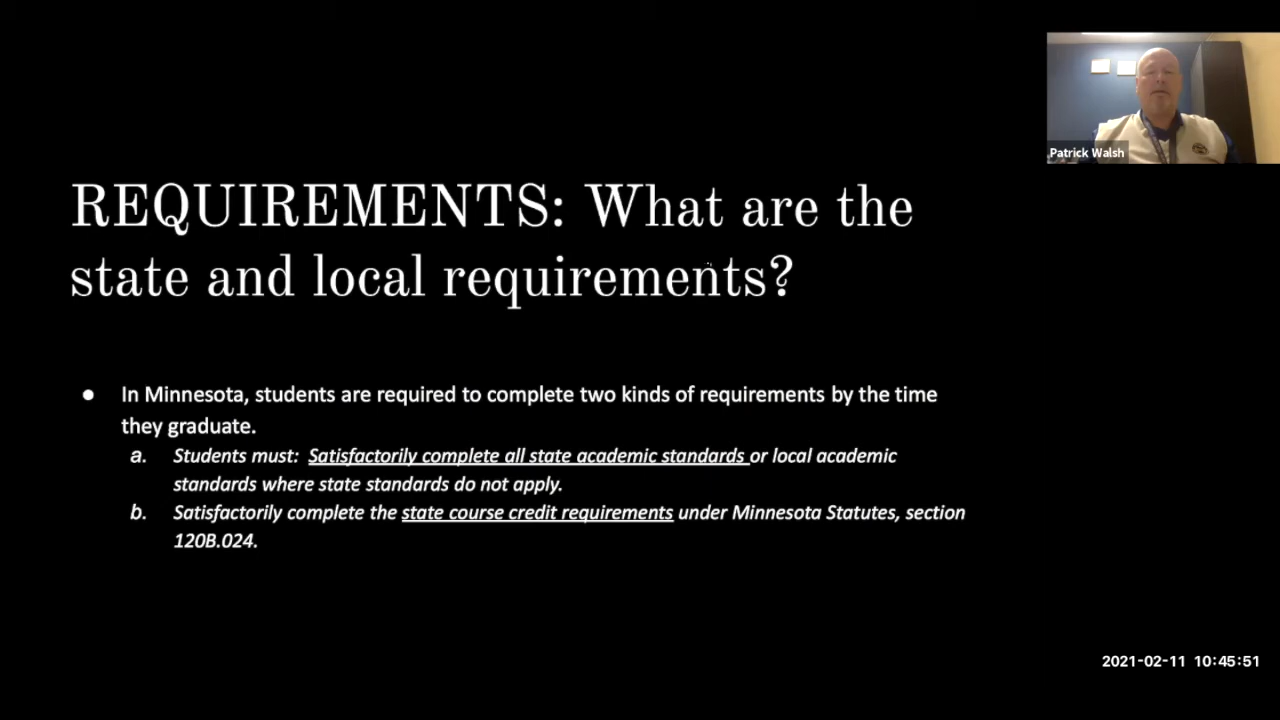 Patrick Walsh
REQUIREMENTS: What are the
state and local requirements?
● In Minnesota, students are required to complete two kinds of requirements by the time
they graduate.
a. Students must: Satisfactorily complete all state academic standards or local academic
standards where state standards do not apply.
b. Satisfactorily complete the state course credit requirements under Minnesota Statutes, section
120B.024.
2021-02-11 10:45:51